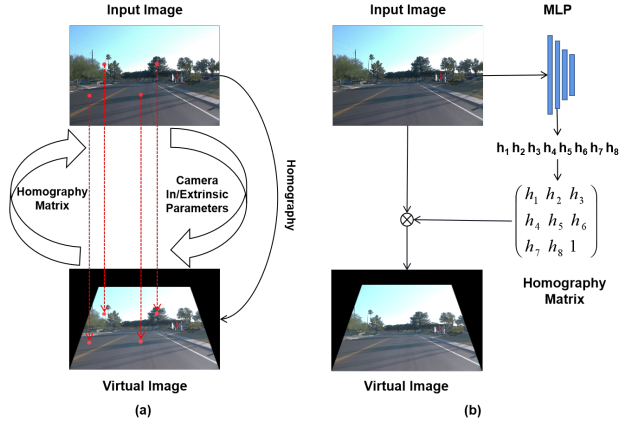 Input Image
Homography
Matrix
Camera
In/Extrinsic
Parameters
Homography
Virtual Image
(a)
Input Image
MLP
h1 h2 h3 h4 h5 h6 h7 h8
h1 h2 h3
h4 h5 h6
h7 h8 1
Homography
Matrix
Virtual Image
(b)